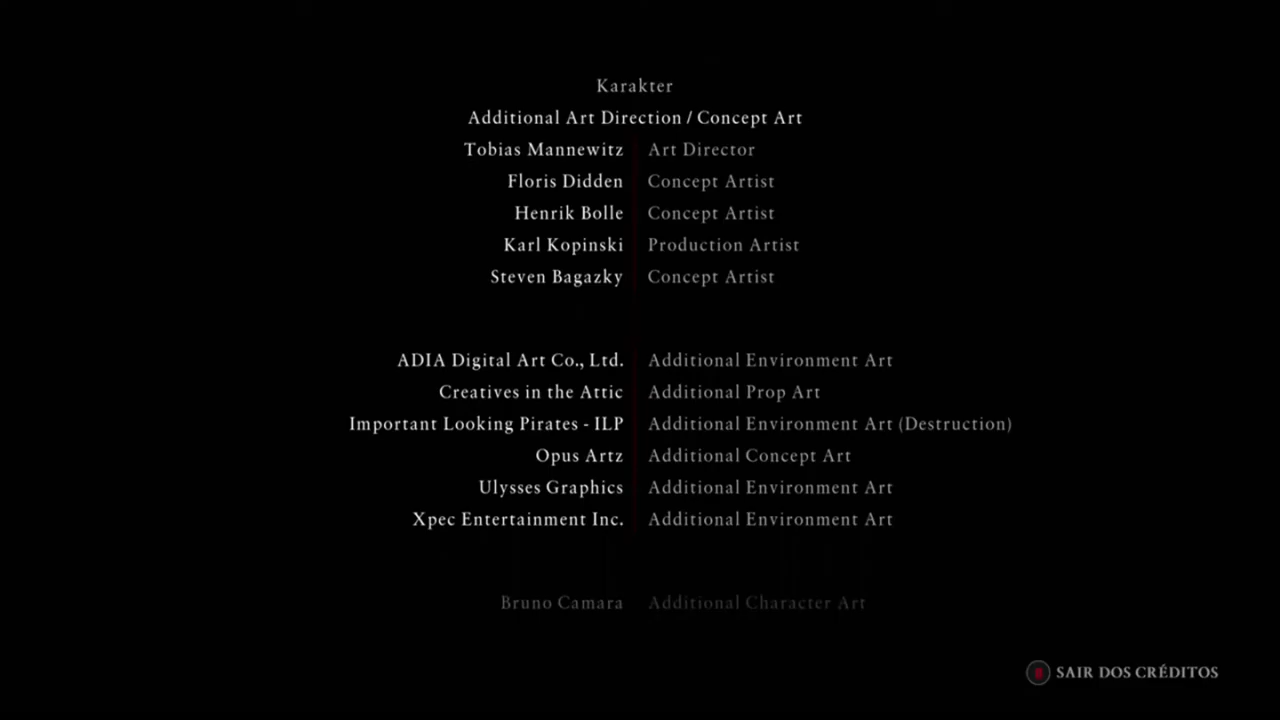 Karakter
Additional Art Direction / Concept Art
Tobias Mannewitz Art Director
Floris Didden Concept Artist
Henrik Bolle Concept Artist
Karl Kopinski Production Artist
Steven Bagazky Concept Artist
ADIA Digital Art Co., Ltd. Additional Environment Art
Creatives in the Attic Additional Prop Art
Important Looking Pirates - ILP Additional Environment Art (Destruction)
Opus Artz Additional Concept Art
Ulysses Graphics Additional Environment Art
Xpec Entertainment Inc. Additional Environment Art
Bruno Camara Additional Character Art
SAIR DOS CRÉDITOS